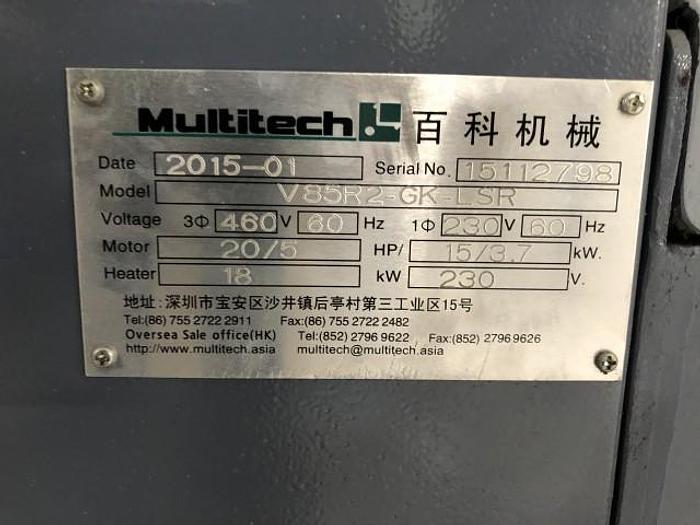 Multitech 百科机械
Date 2015-01 Serial No. 15112798
Model V85R2-GK-LSR
Voltage 3Φ 460 V 60 Hz 1Φ 230 V 60 Hz
Motor 20/5 HP/ 15/3.7 kW.
Heater 18 kW 230 V.
地址: 深圳市宝安区沙井镇后亭村第三工业区15号
Tel:(86) 755 2722 2911 Fax:(86) 755 2722 2482
Oversea Sale office(HK) Tel:(852) 2796 9622 Fax:(852) 2796 9626
http://www.multitech.asia multitech@multitech.asia